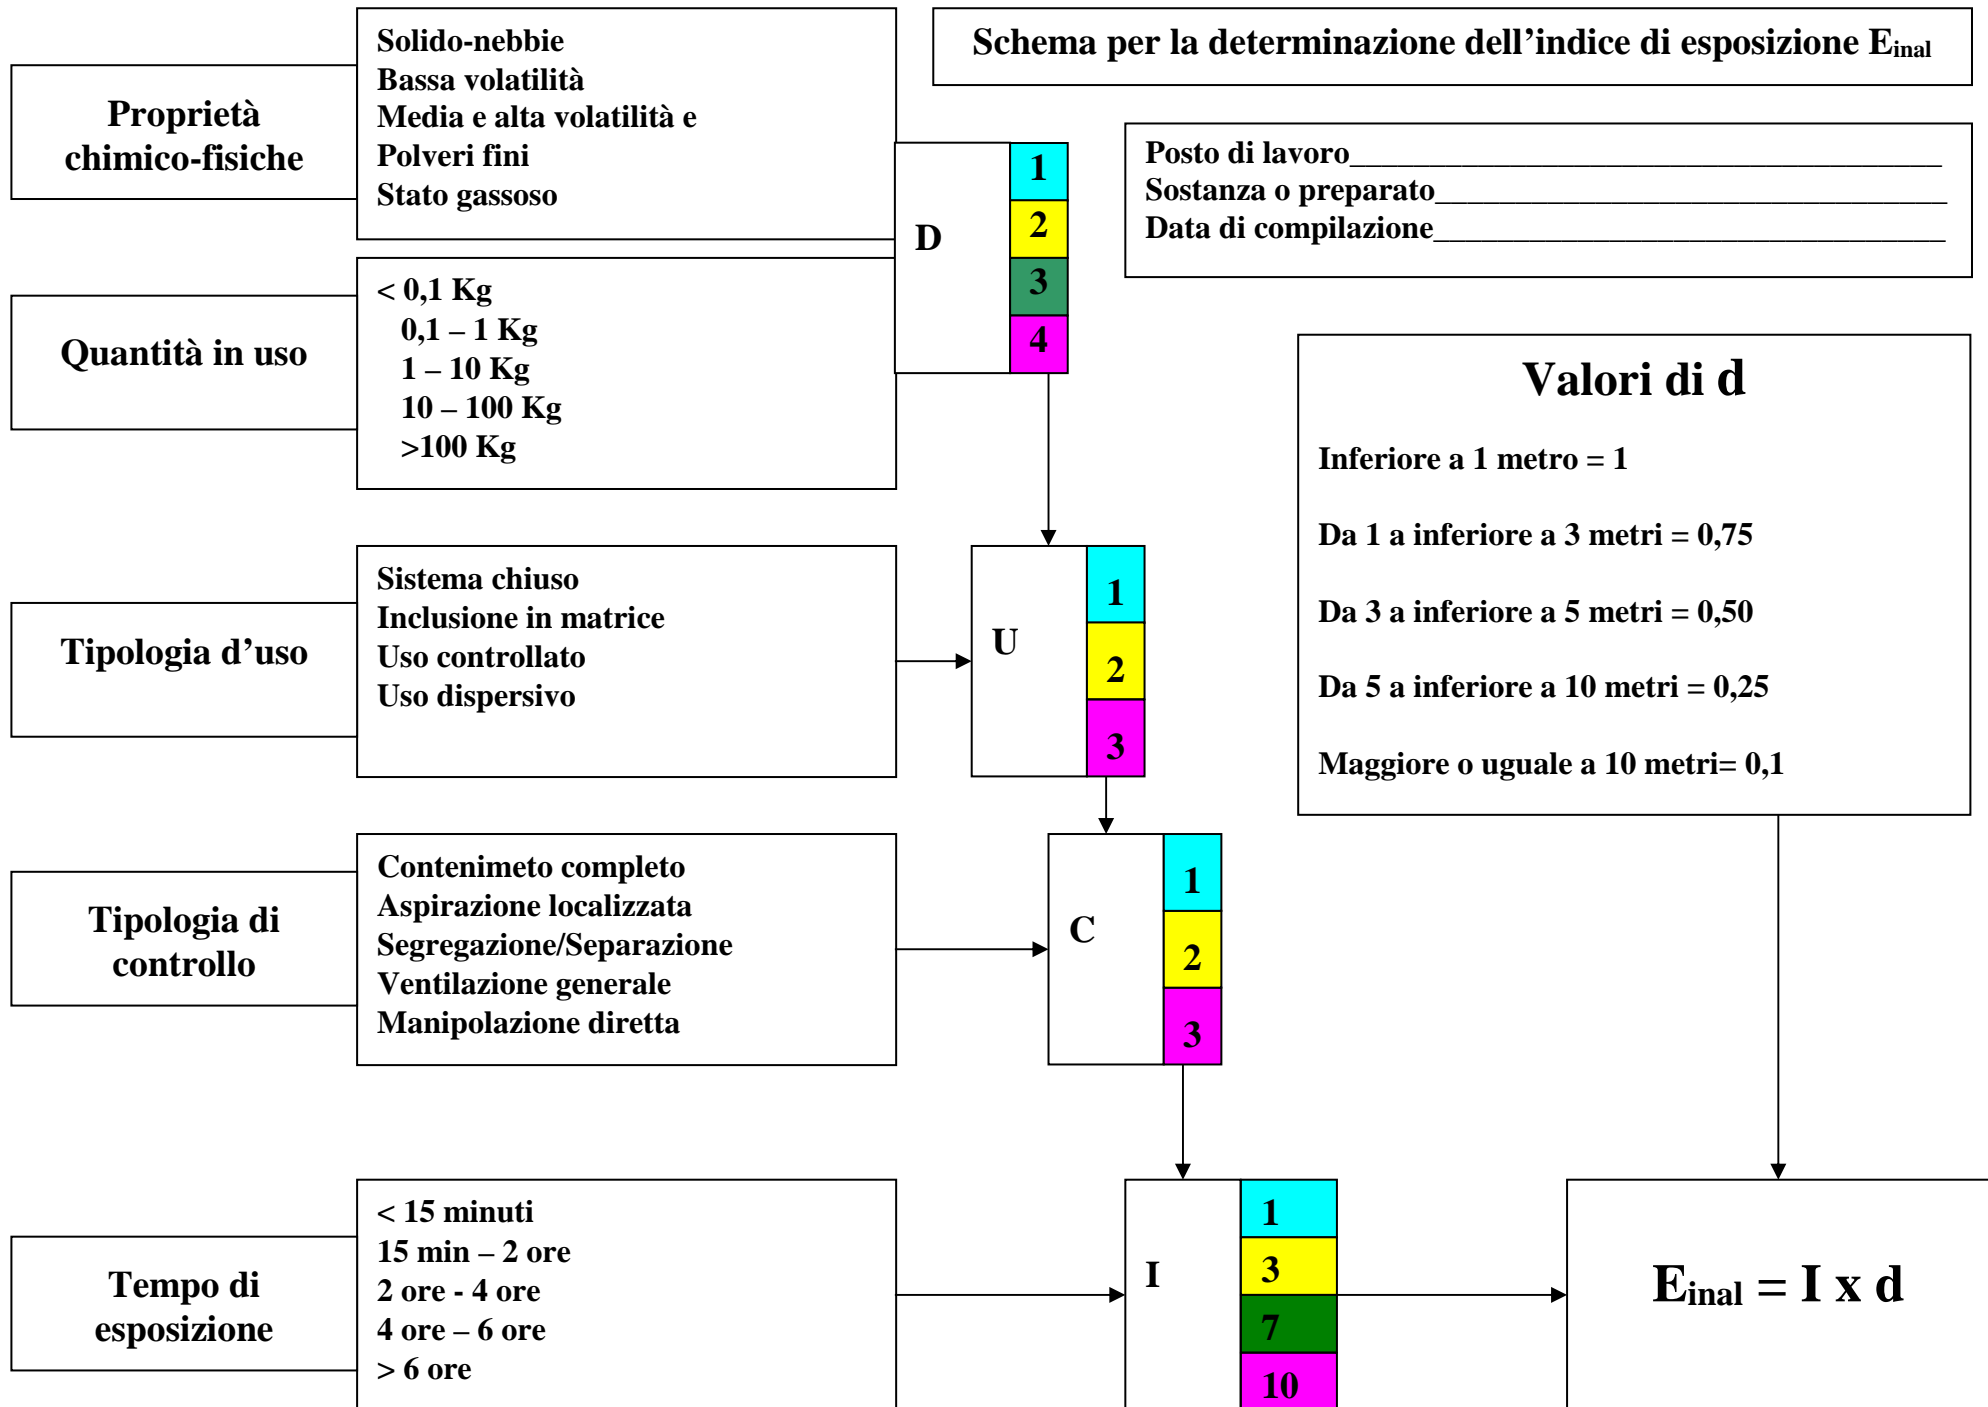 Schema per la determinazione dell’indice di esposizione Einal
Proprietà
chimico-fisiche
Solido-nebbie
Bassa volatilità
Media e alta volatilità e
Polveri fini
Stato gassoso
Posto di lavoro_____________________________________
Sostanza o preparato________________________________
Data di compilazione________________________________
D
1
2
3
4
Quantità in uso
< 0,1 Kg
0,1 – 1 Kg
1 – 10 Kg
10 – 100 Kg
>100 Kg
Valori di d
Inferiore a 1 metro = 1
Da 1 a inferiore a 3 metri = 0,75
Da 3 a inferiore a 5 metri = 0,50
Da 5 a inferiore a 10 metri = 0,25
Maggiore o uguale a 10 metri= 0,1
Tipologia d’uso
Sistema chiuso
Inclusione in matrice
Uso controllato
Uso dispersivo
U
1
2
3
Tipologia di
controllo
Contenimeto completo
Aspirazione localizzata
Segregazione/Separazione
Ventilazione generale
Manipolazione diretta
C
1
2
3
Tempo di
esposizione
< 15 minuti
15 min – 2 ore
2 ore - 4 ore
4 ore – 6 ore
> 6 ore
I
1
3
7
10
Einal = I x d